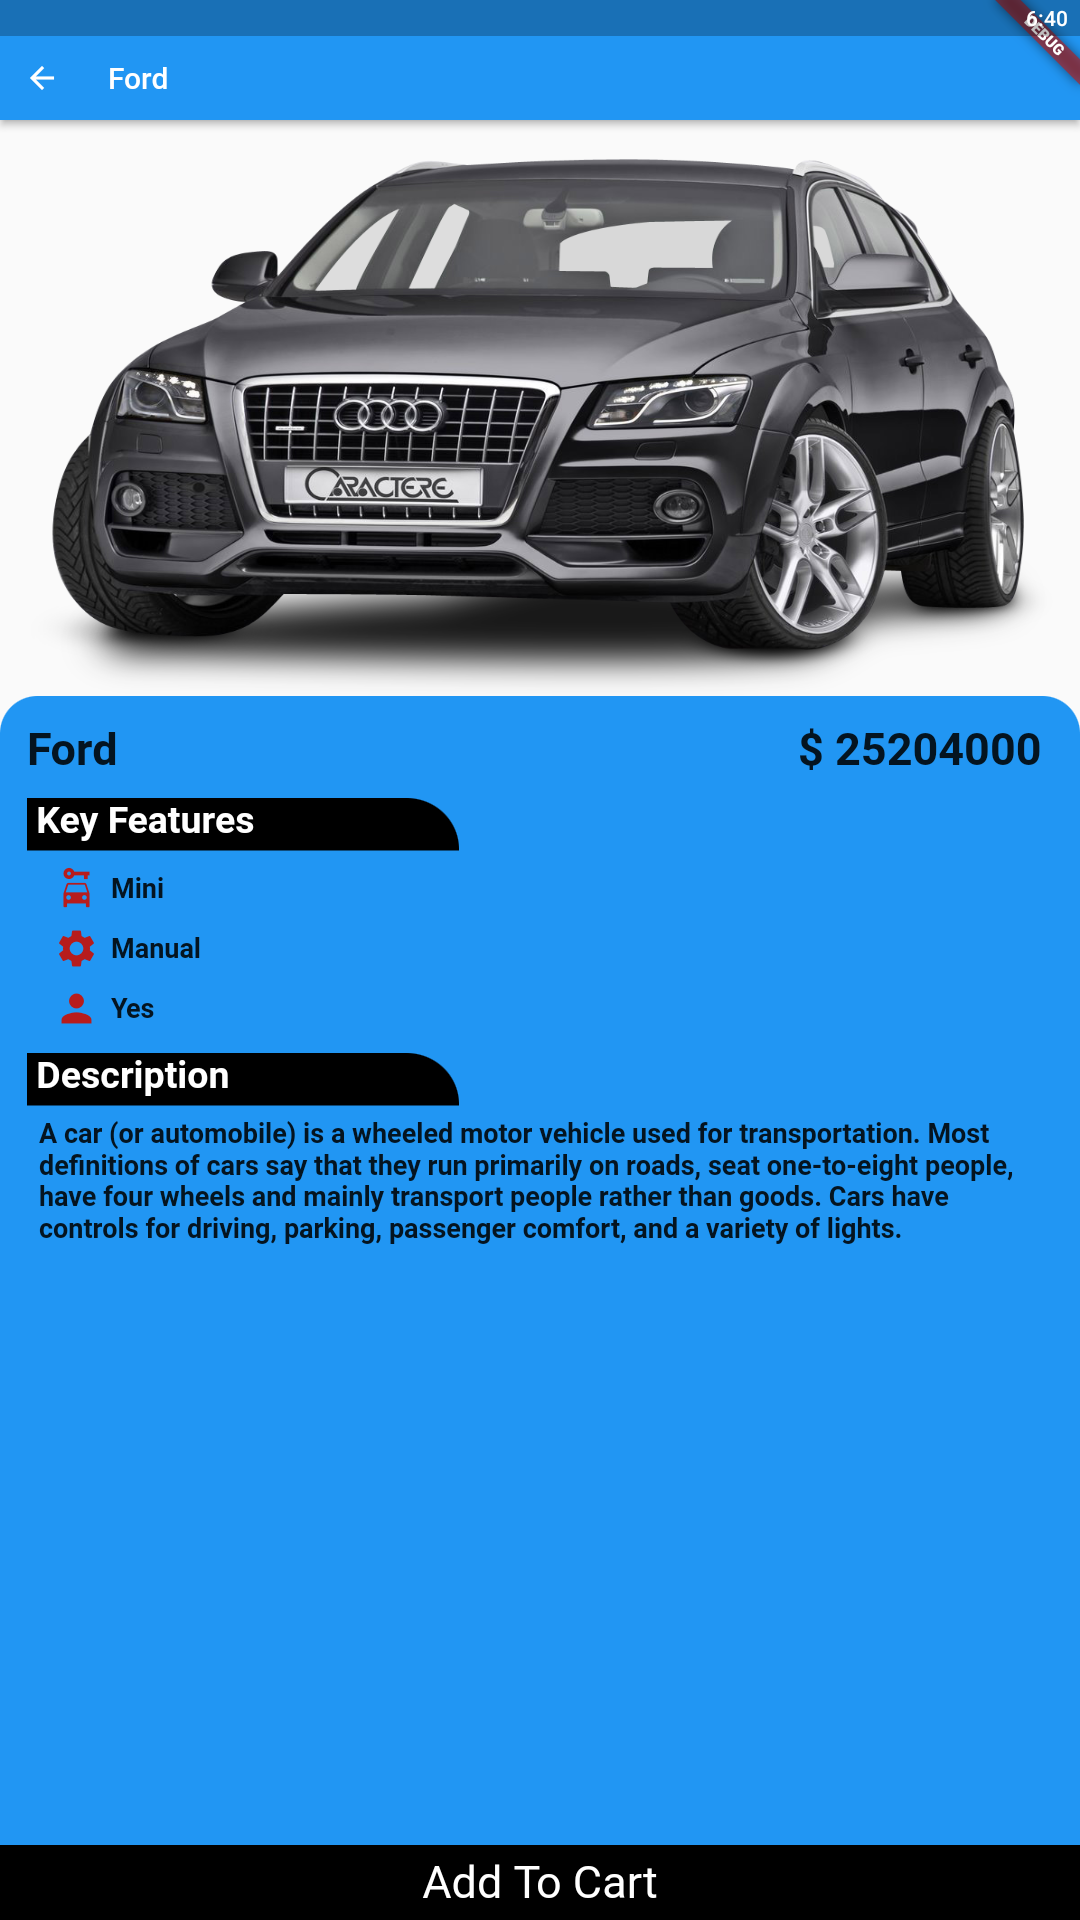 6:40
DEBUG
Ford
CARACTERE
Ford
$ 25204000
Key Features
Mini
Manual
Yes
Description
A car (or automobile) is a wheeled motor vehicle used for transportation. Most
definitions of cars say that they run primarily on roads, seat one-to-eight people,
have four wheels and mainly transport people rather than goods. Cars have
controls for driving, parking, passenger comfort, and a variety of lights.
Add To Cart